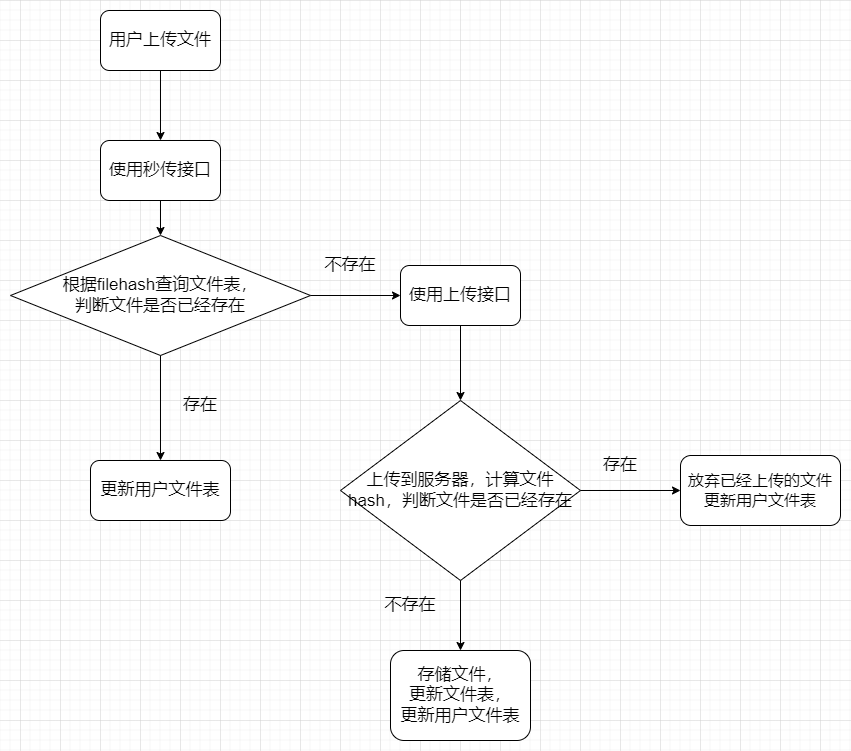 用户上传文件
使用秒传接口
根据filehash查询文件表，
判断文件是否已经存在
不存在
使用上传接口
存在
更新用户文件表
上传到服务器，计算文件
hash，判断文件是否已经存在
存在
放弃已经上传的文件
更新用户文件表
不存在
存储文件，
更新文件表，
更新用户文件表